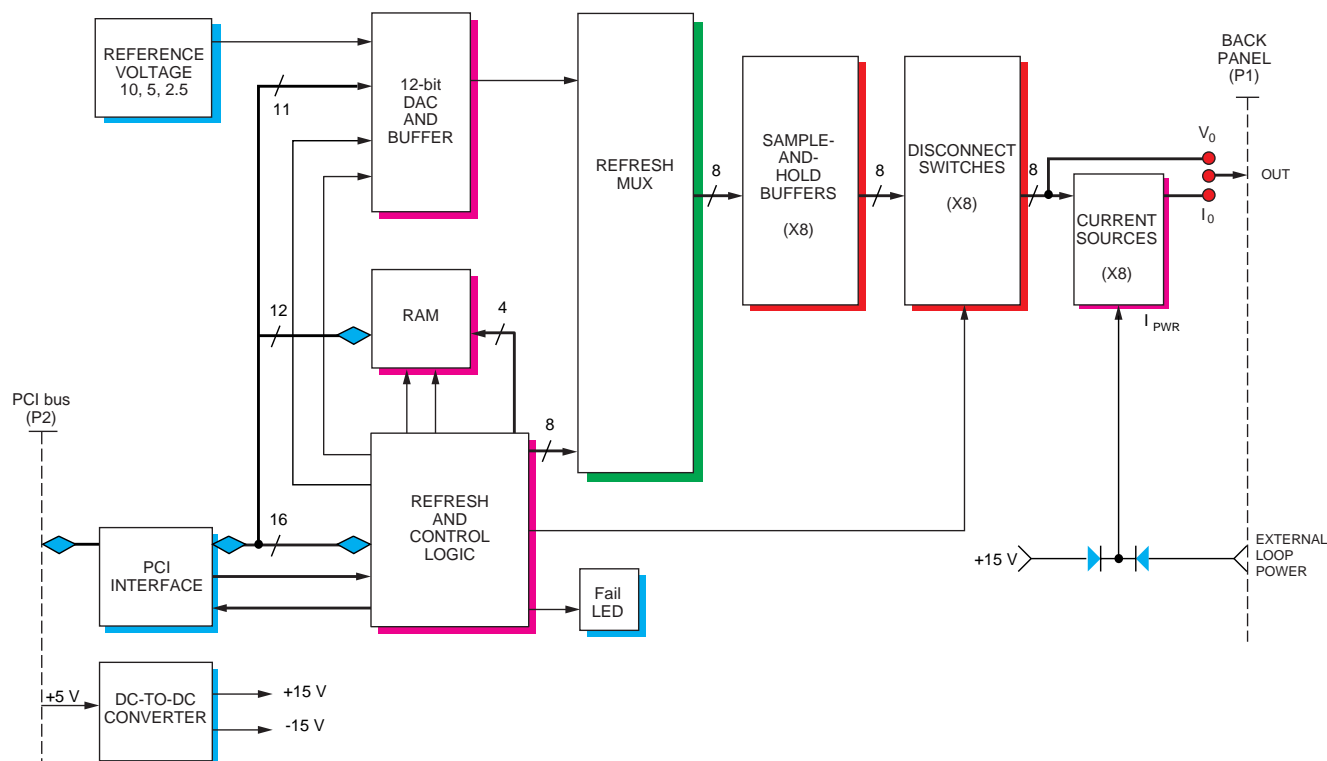 REFERENCE
VOLTAGE
10, 5, 2.5
11
12-bit
DAC
AND
BUFFER
REFRESH
MUX
8
SAMPLE-
AND-
HOLD
BUFFERS
(X8)
8
DISCONNECT
SWITCHES
(X8)
8
CURRENT
SOURCES
(X8)
BACK
PANEL
(P1)
V0
OUT
I0
I PWR
12
RAM
4
PCI bus
(P2)
8
REFRESH
AND
CONTROL
LOGIC
16
PCI
INTERFACE
Fail
LED
+15 V
EXTERNAL
LOOP
POWER
+5 V
DC-TO-DC
CONVERTER
+15 V
-15 V